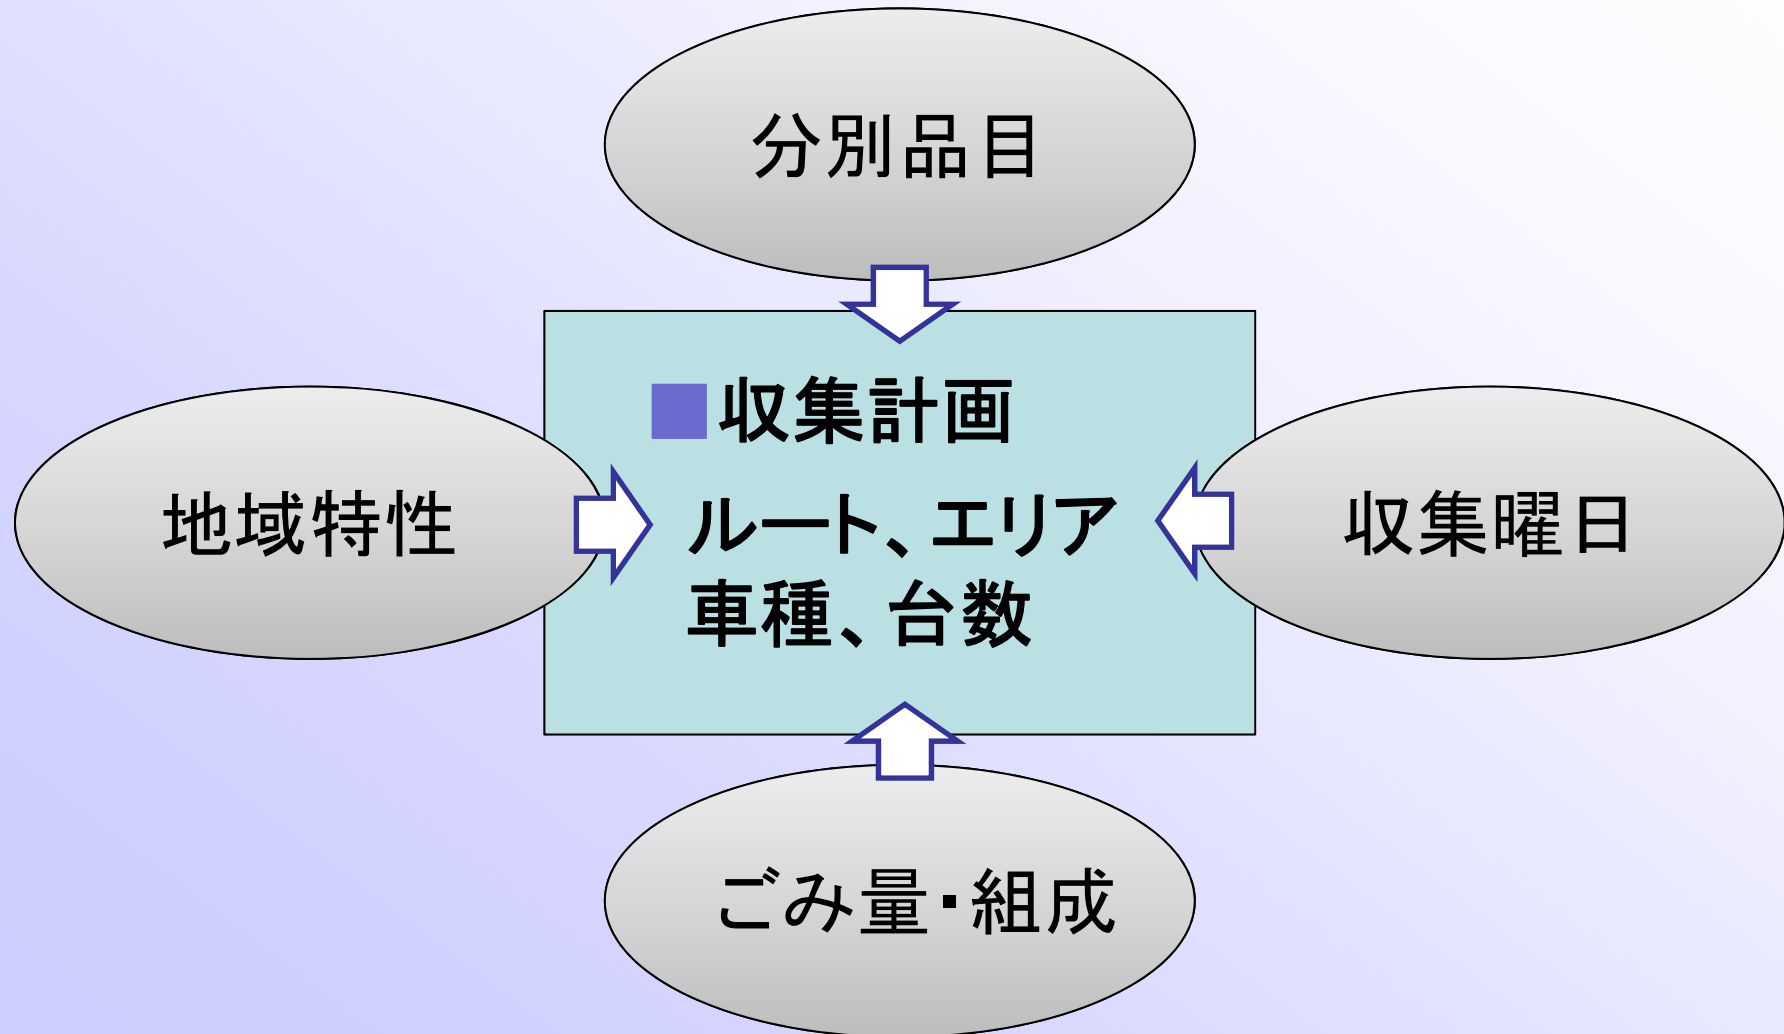 分別品目
■収集計画
ルート、エリア
車種、台数
地域特性
収集曜日
ごみ量・組成